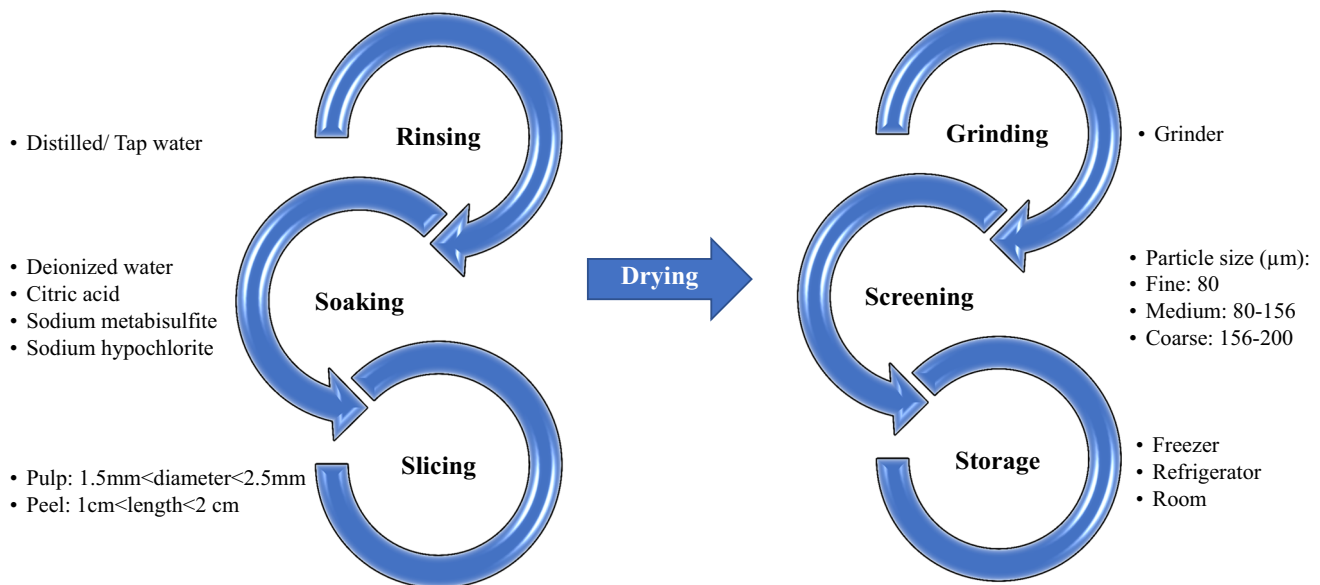 Rinsing
• Distilled/ Tap water
Soaking
• Deionized water
• Citric acid
• Sodium metabisulfite
• Sodium hypochlorite
Slicing
• Pulp: 1.5mm<diameter<2.5mm
• Peel: 1cm<length<2 cm
Drying
Grinding
• Grinder
Screening
• Particle size (µm):
• Fine: 80
• Medium: 80-156
• Coarse: 156-200
Storage
• Freezer
• Refrigerator
• Room